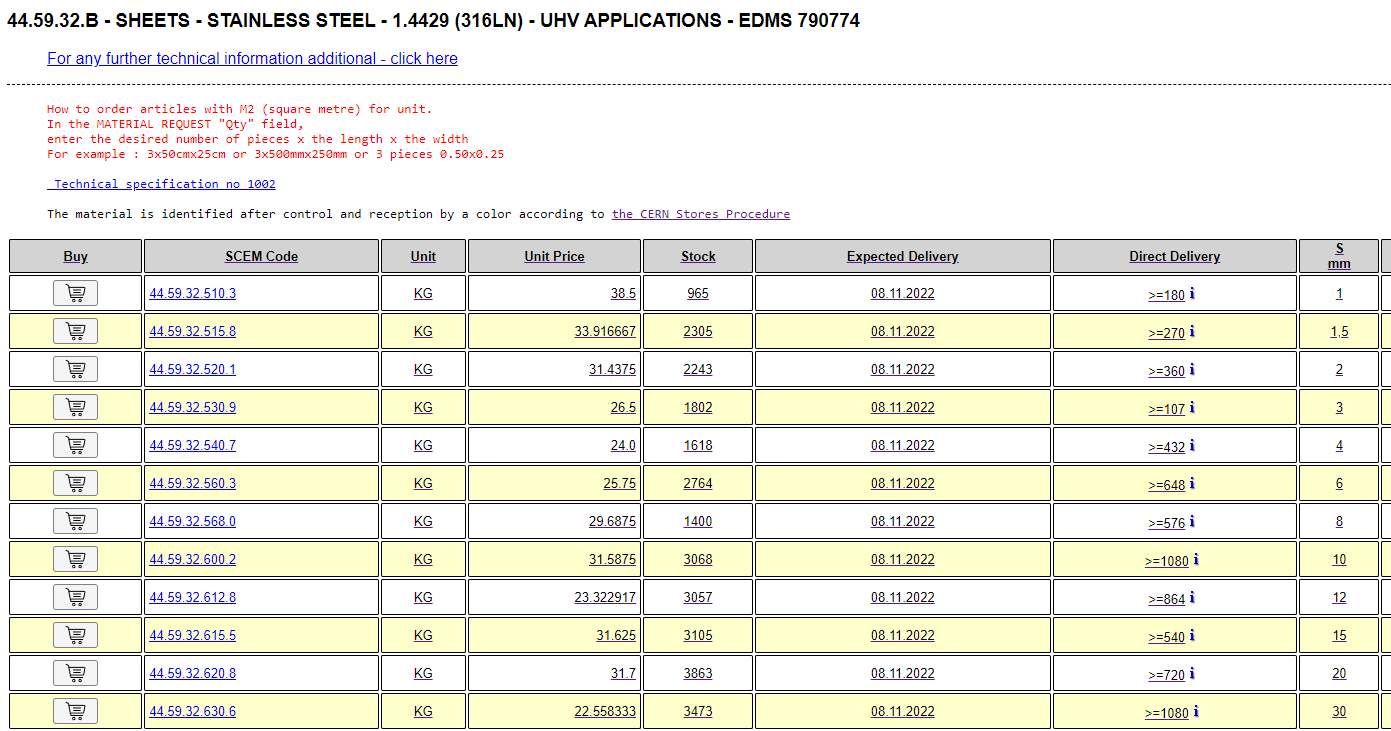 44.59.32.B - SHEETS - STAINLESS STEEL - 1.4429 (316LN) - UHV APPLICATIONS - EDMS 790774
For any further technical information additional - click here
How to order articles with M2 (square metre) for unit.
In the MATERIAL REQUEST "Qty" field,
enter the desired number of pieces x the length x the width
For example : 3x50cmx25cm or 3x500mmx250mm or 3 pieces 0.50x0.25
Technical specification no 1002
The material is identified after control and reception by a color according to the CERN Stores Procedure
Buy SCEM Code Unit Unit Price Stock Expected Delivery Direct Delivery S mm
44.59.32.510.3 KG 38.5 965 08.11.2022 >=180 i 1
44.59.32.515.8 KG 33.916667 2305 08.11.2022 >=270 i 1,5
44.59.32.520.1 KG 31.4375 2243 08.11.2022 >=360 i 2
44.59.32.530.9 KG 26.5 1802 08.11.2022 >=107 i 3
44.59.32.540.7 KG 24.0 1618 08.11.2022 >=432 i 4
44.59.32.560.3 KG 25.75 2764 08.11.2022 >=648 i 6
44.59.32.568.0 KG 29.6875 1400 08.11.2022 >=576 i 8
44.59.32.600.2 KG 31.5875 3068 08.11.2022 >=1080 i 10
44.59.32.612.8 KG 23.322917 3057 08.11.2022 >=864 i 12
44.59.32.615.5 KG 31.625 3105 08.11.2022 >=540 i 15
44.59.32.620.8 KG 31.7 3863 08.11.2022 >=720 i 20
44.59.32.630.6 KG 22.558333 3473 08.11.2022 >=1080 i 30